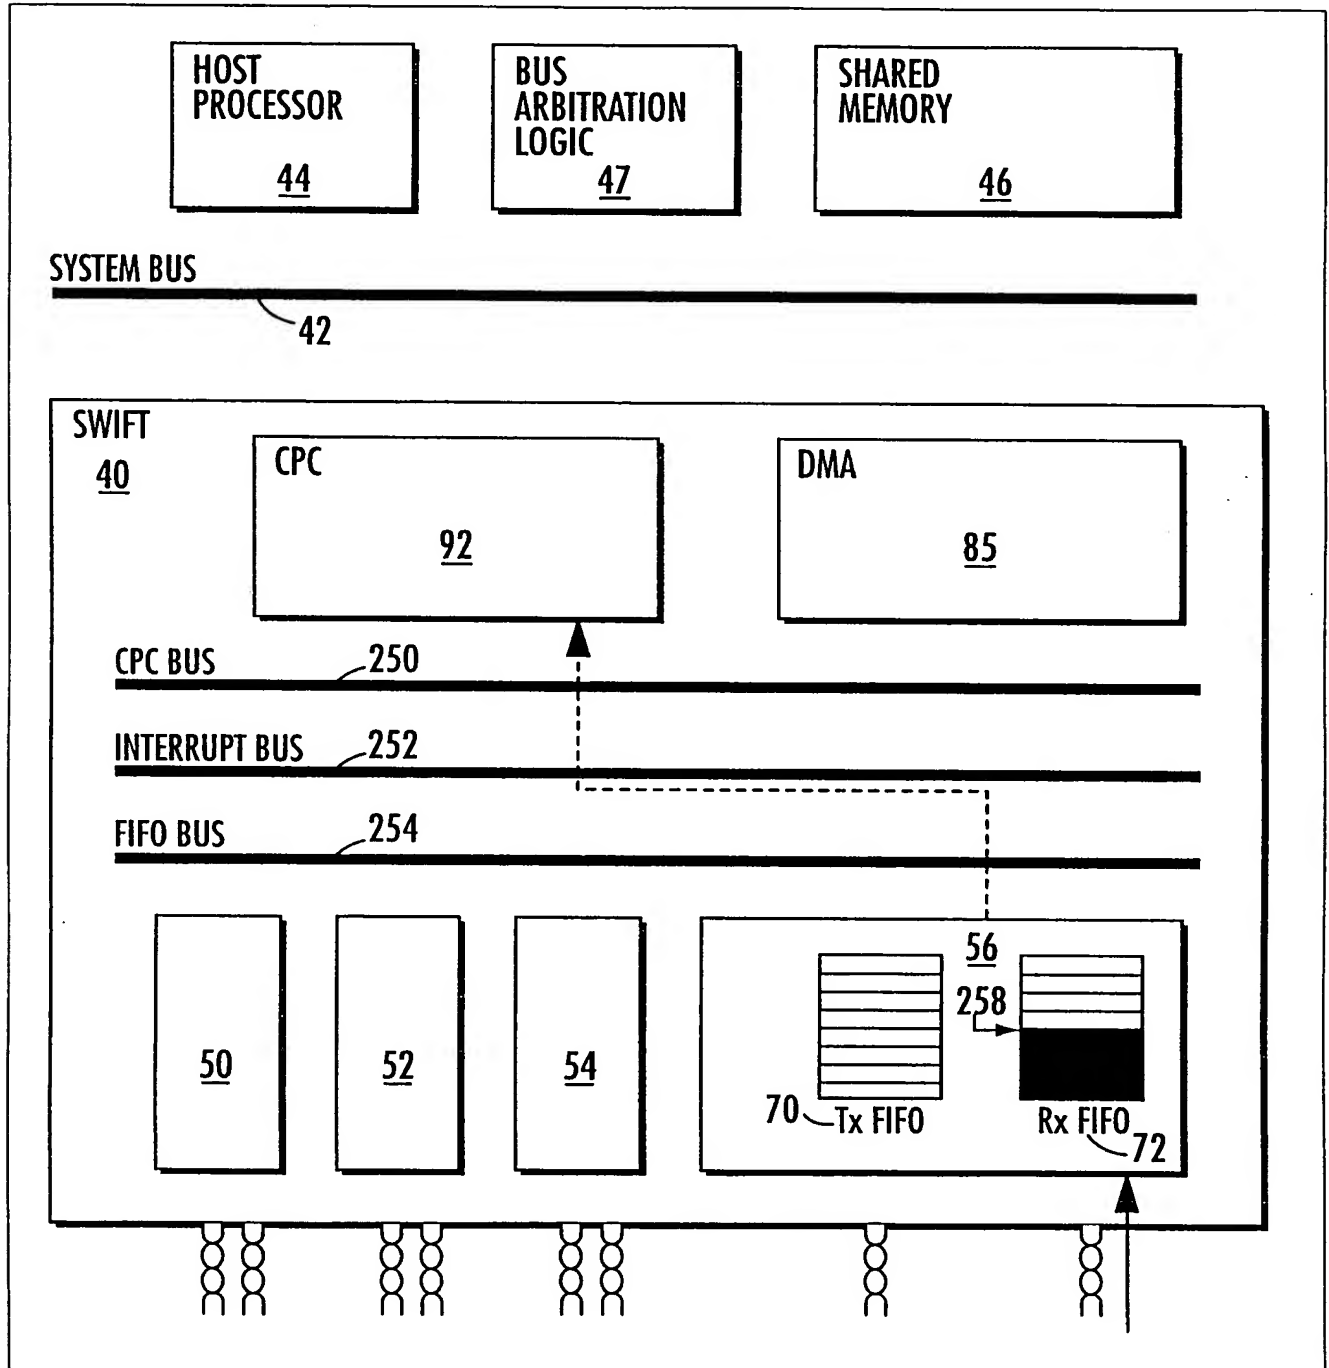 HOST
PROCESSOR
44
BUS
ARBITRATION
LOGIC
47
SHARED
MEMORY
46
SYSTEM BUS
42
SWIFT
40
CPC
92
DMA
85
CPC BUS
250
INTERRUPT BUS
252
FIFO BUS
254
50
52
54
56
258
70
Tx FIFO
Rx FIFO
72